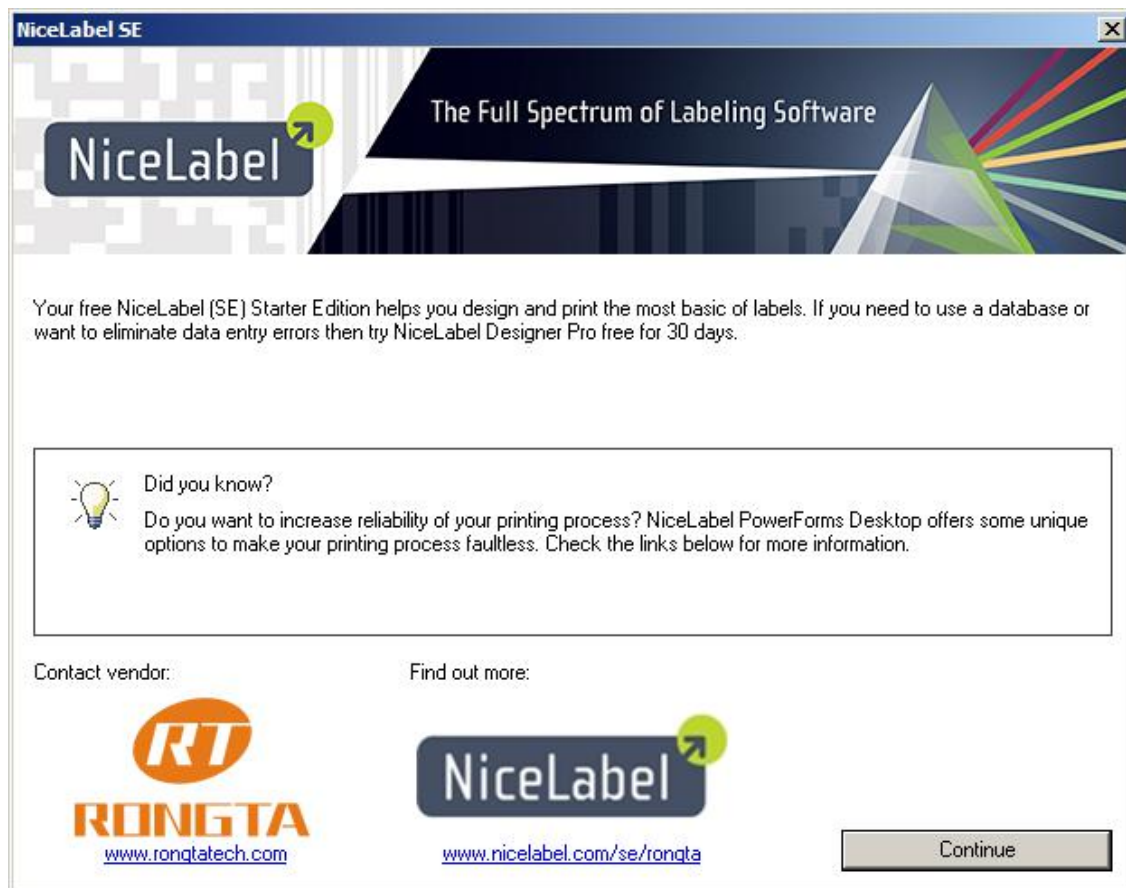 NiceLabel SE
NiceLabel
The Full Spectrum of Labeling Software
Your free NiceLabel (SE) Starter Edition helps you design and print the most basic of labels. If you need to use a database or
want to eliminate data entry errors then try NiceLabel Designer Pro free for 30 days.
Did you know?
Do you want to increase reliability of your printing process? NiceLabel PowerForms Desktop offers some unique
options to make your printing process faultless. Check the links below for more information.
Contact vendor:
Find out more:
RT
RONGTA
NiceLabel
www.rongtatech.com
www.nicelabel.com/se/rongta
Continue